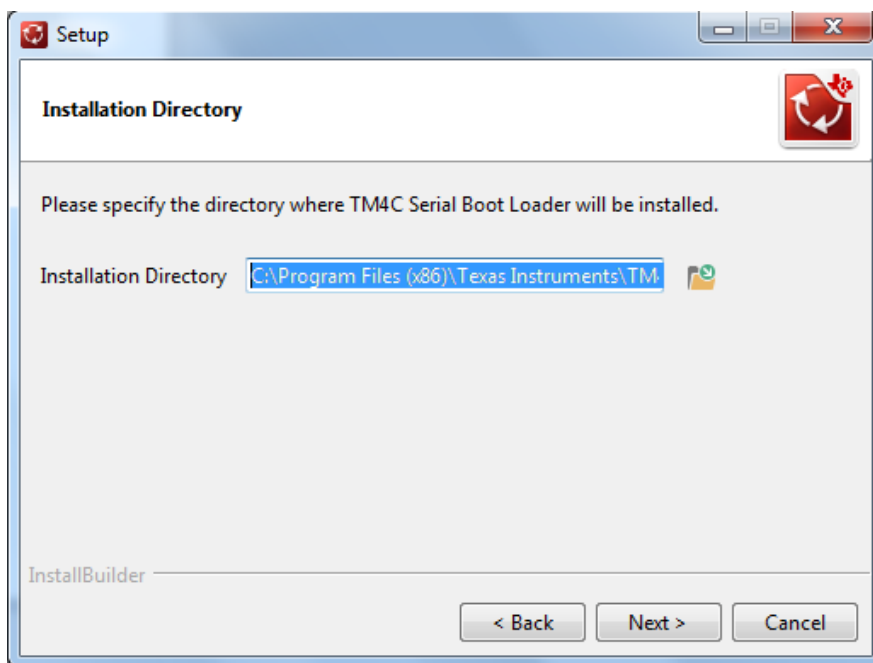 Setup
Installation Directory
Please specify the directory where TM4C Serial Boot Loader will be installed.
Installation Directory C:\Program Files (x86)\Texas Instruments\TM
InstallBuilder
< Back Next > Cancel